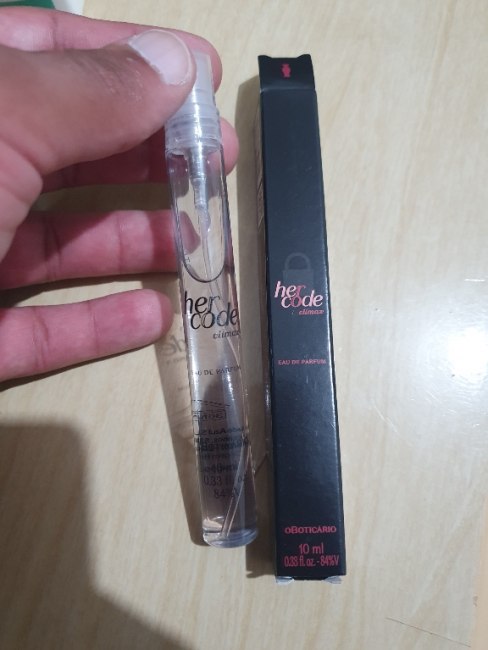 her
code
climax
EAU DE PARFUM
84%V
her
code
climax
EAU DE PARFUM
oBOTICÁRIO
10 ml
0.33 fl. oz. - 84%V